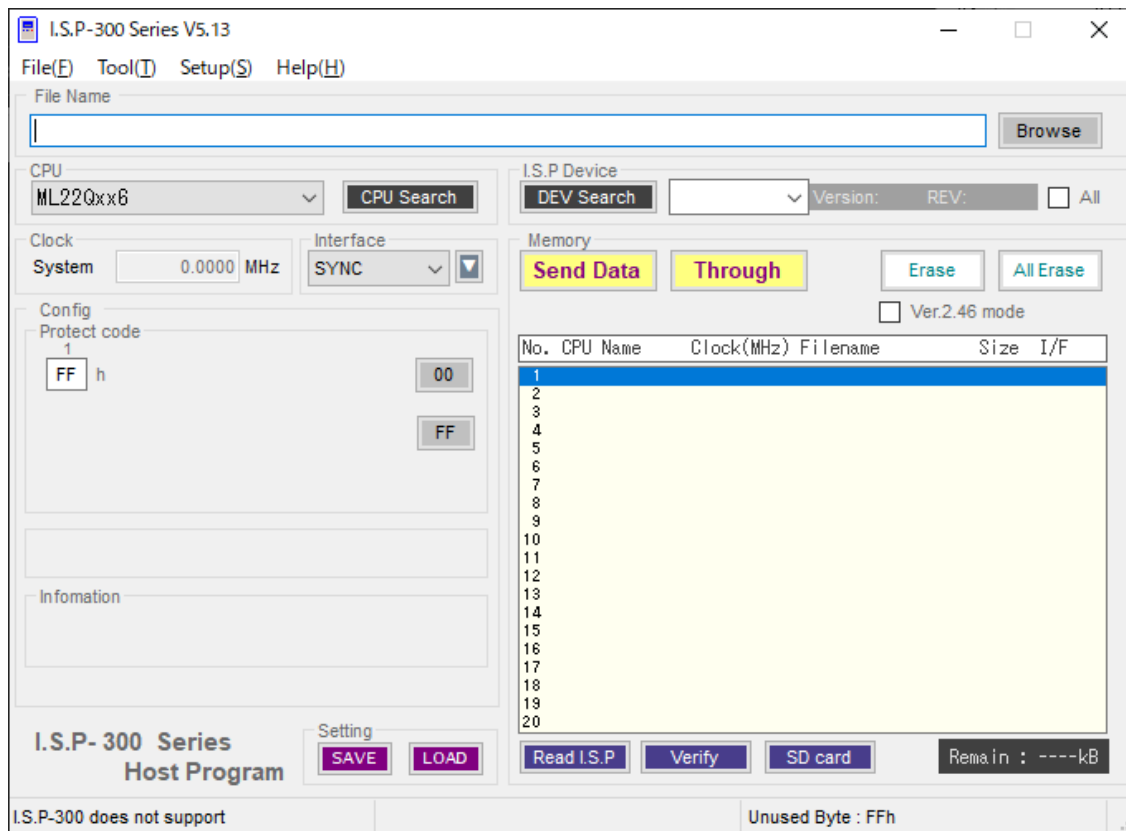 I.S.P-300 Series V5.13
File(F) Tool(T) Setup(S) Help(H)
File Name
Browse
CPU
ML22Qxx6
CPU Search
I.S.P Device
DEV Search
Version: REV:
All
Clock
System 0.0000 MHz
Interface
SYNC
Memory
Send Data
Through
Erase
All Erase
Ver.2.46 mode
Config
Protect code
1
FF h
00
FF
Infomation
No. CPU Name Clock(MHz) Filename Size I/F
1
2
3
4
5
6
7
8
9
10
11
12
13
14
15
16
17
18
19
20
I.S.P- 300 Series
Host Program
Setting
SAVE
LOAD
Read I.S.P
Verify
SD card
Remain : ----kB
I.S.P-300 does not support
Unused Byte : FFh